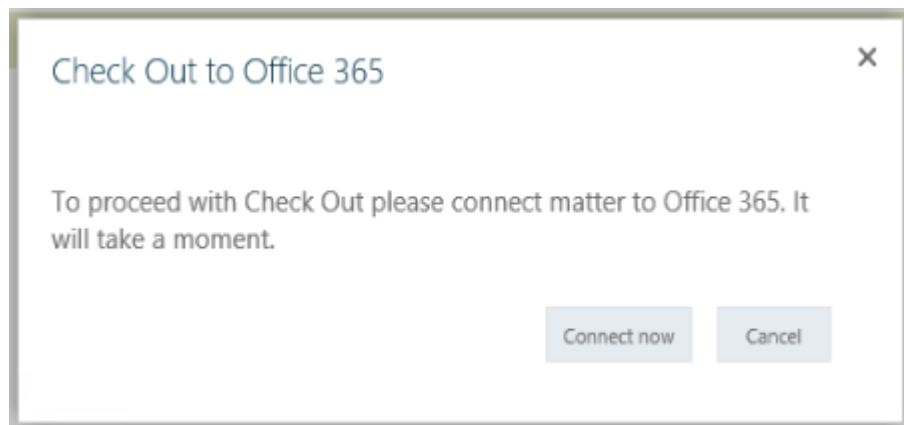 Check Out to Office 365
To proceed with Check Out please connect matter to Office 365. It
will take a moment.
Connect now
Cancel